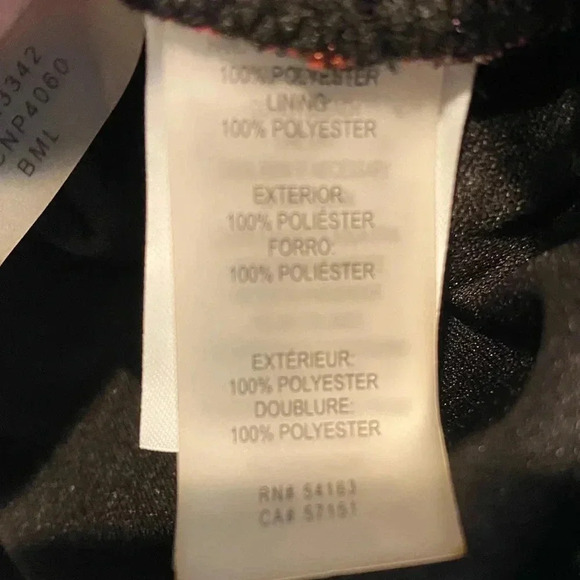 3342
CNP4060
BML
100% POLYESTER
LINING:
100% POLYESTER
EXTERIOR:
100% POLIÉSTER
FORRO:
100% POLIÉSTER
EXTÉRIEUR:
100% POLYESTER
DOUBLURE:
100% POLYESTER
RN# 54163
CA# 57151